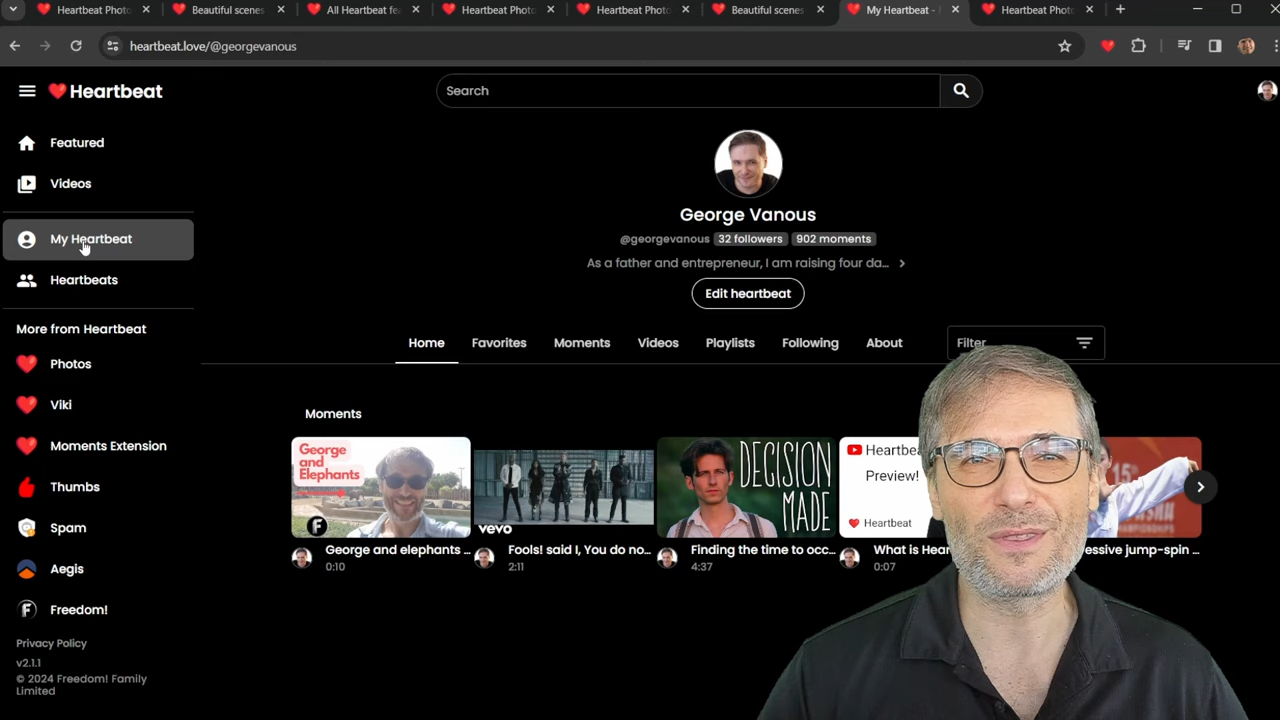 Heartbeat Photo
Beautiful scenes
All Heartbeat fe
Heartbeat Photo
Heartbeat Photo
Beautiful scenes
My Heartbeat -
Heartbeat Photo
heartbeat.love/@georgevanous
Heartbeat
Search
Featured
Videos
My Heartbeat
Heartbeats
More from Heartbeat
Photos
Viki
Moments Extension
Thumbs
Spam
Aegis
Freedom!
Privacy Policy
v2.1.1
© 2024 Freedom! Family
Limited
George Vanous
@georgevanous 32 followers 902 moments
As a father and entrepreneur, I am raising four da...
Edit heartbeat
Home Favorites Moments Videos Playlists Following About Filter
Moments
George
and
Elephants
F
vevo
DECISION
MADE
Heartbe
Preview!
Heartbeat
15
George and elephants ...
0:10
Fools! said I, You do no...
2:11
Finding the time to occ...
4:37
What is Hear
0:07
essive jump-spin ...